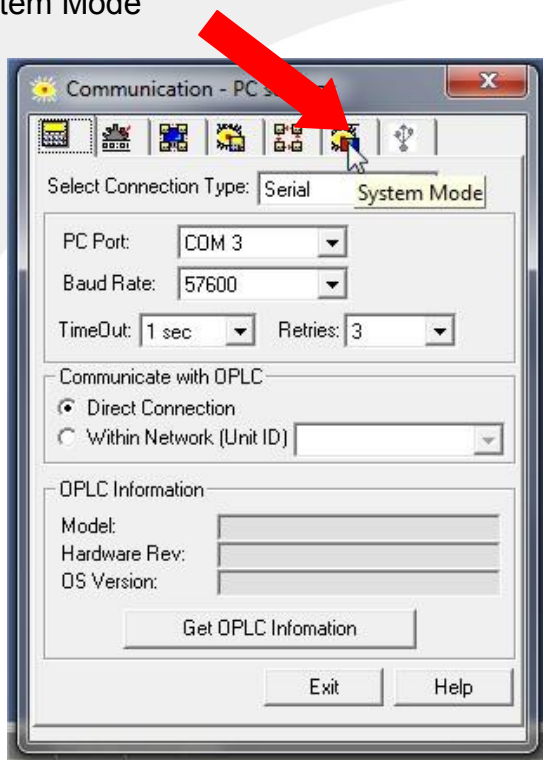 tem Mode
Communication - PC s
Select Connection Type: Serial
System Mode
PC Port: COM 3
Baud Rate: 57600
TimeOut: 1 sec Retries: 3
Communicate with OPLC
Direct Connection
Within Network (Unit ID)
OPLC Information
Model:
Hardware Rev:
OS Version:
Get OPLC Infomation
Exit Help